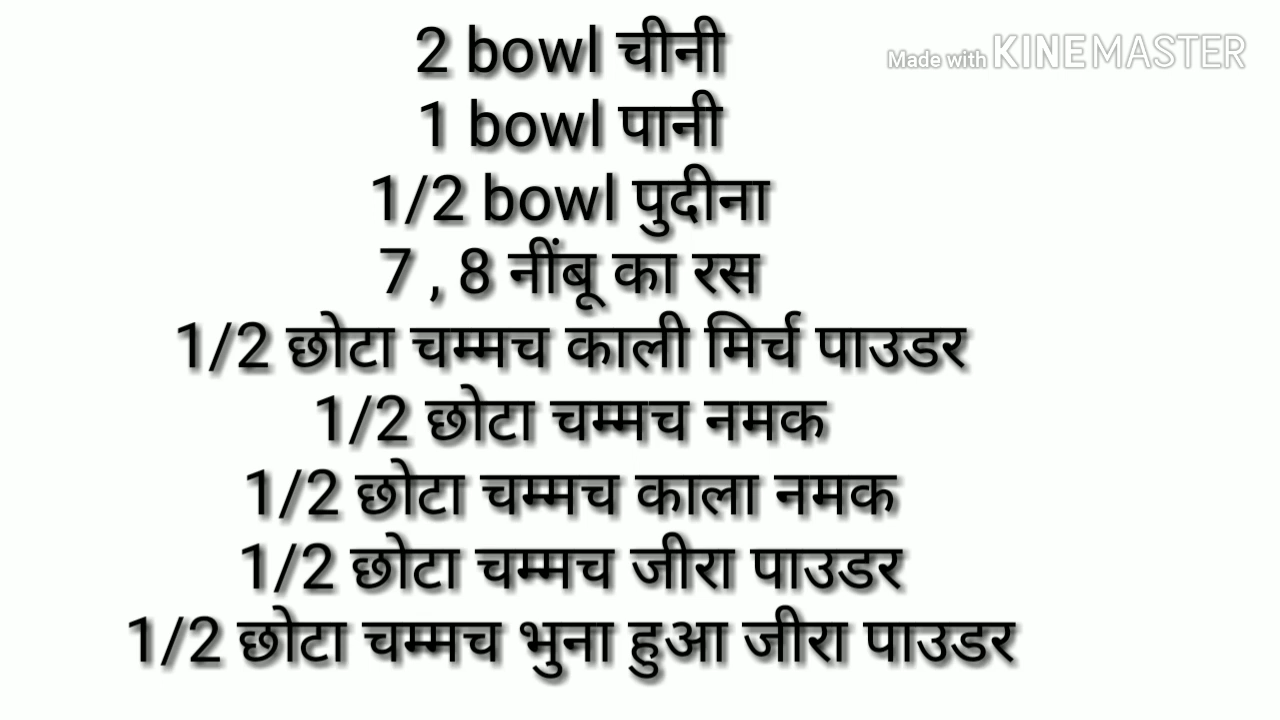 2 bowl चीनी
Made with KINEMASTER
1 bowl पानी
1/2 bowl पुदीना
7 , 8 नींबू का रस
1/2 छोटा चम्मच काली मिर्च पाउडर
1/2 छोटा चम्मच नमक
1/2 छोटा चम्मच काला नमक
1/2 छोटा चम्मच जीरा पाउडर
1/2 छोटा चम्मच भुना हुआ जीरा पाउडर